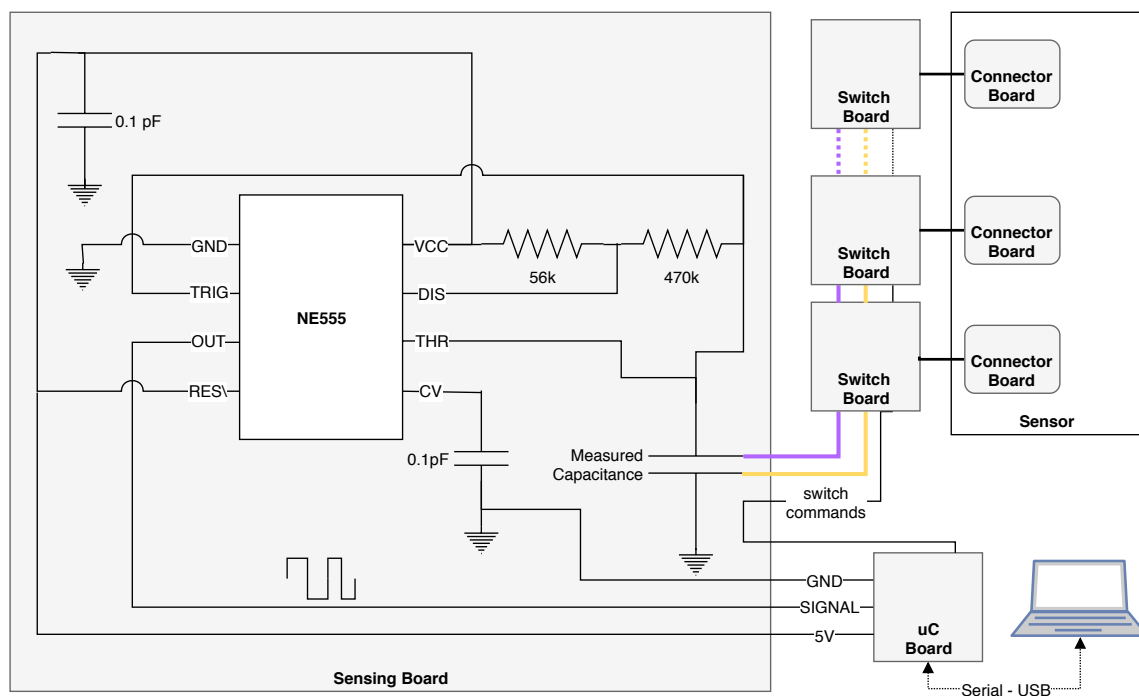 0.1 pF
GND
TRIG
OUT
RES\
NE555
VCC
DIS
THR
CV
56k
470k
0.1pF
Measured
Capacitance
Sensing Board
Switch
Board
Connector
Board
Switch
Board
Connector
Board
Switch
Board
Connector
Board
Sensor
switch
commands
GND
SIGNAL
5V
uC
Board
Serial - USB